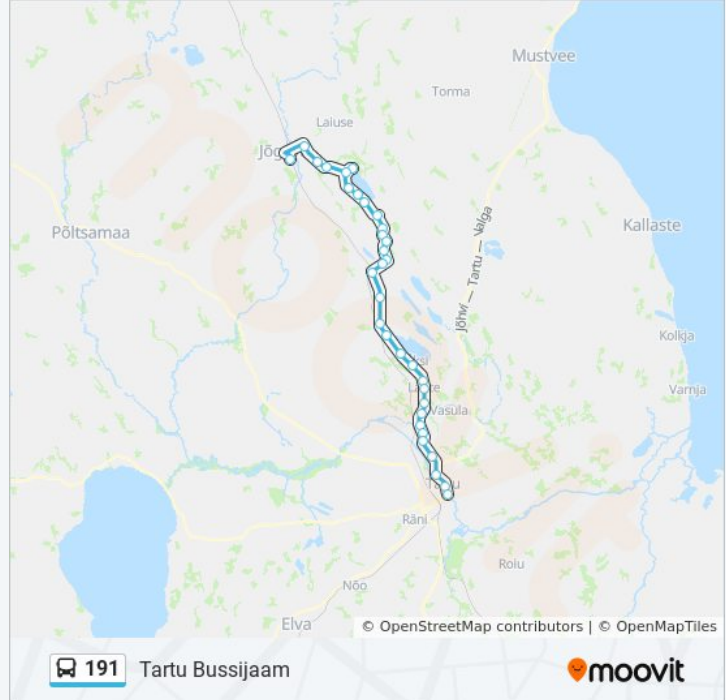 Mustvee
Torma
Laiuse
Jõg
Põltsamaa
Kallaste
Jõhvi — Tartu — Valga
Kolkja
Varnja
Vasula
Räni
Roiu
Nõo
Elva
© OpenStreetMap contributors | © OpenMapTiles
191 Tartu Bussijaam
moovit